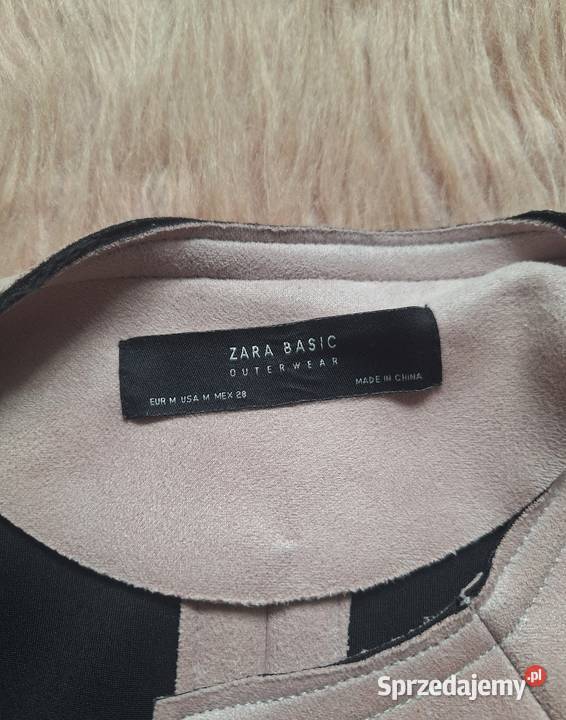 ZARA BASIC
OUTERWEAR
EUR M USA M MEX 28
MADE IN CHINA
Sprzedajemy.pl